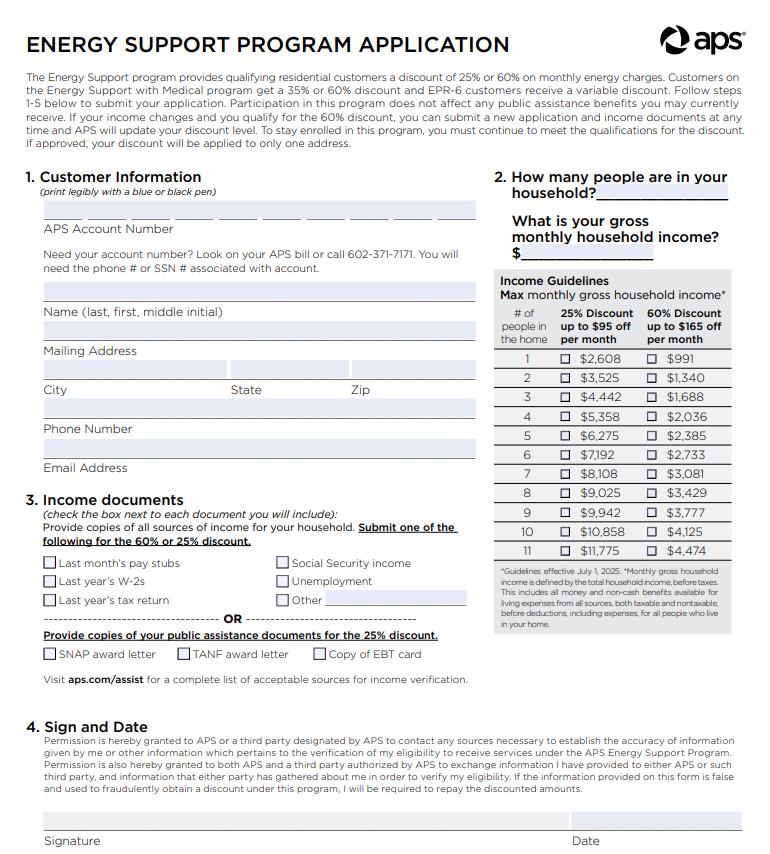 ENERGY SUPPORT PROGRAM APPLICATION
aps
The Energy Support program provides qualifying residential customers a discount of 25% or 60% on monthly energy charges. Customers on
the Energy Support with Medical program get a 35% or 60% discount and EPR-6 customers receive a variable discount. Follow steps
1-5 below to submit your application. Participation in this program does not affect any public assistance benefits you may currently
receive. If your income changes and you qualify for the 60% discount, you can submit a new application and income documents at any
time and APS will update your discount level. To stay enrolled in this program, you must continue to meet the qualifications for the discount.
If approved, your discount will be applied to only one address.
1. Customer Information
(print legibly with a blue or black pen)
APS Account Number
Need your account number? Look on your APS bill or call 602-371-7171. You will
need the phone # or SSN # associated with account.
Name (last, first, middle initial)
Mailing Address
City State Zip
Phone Number
Email Address
2. How many people are in your
household?
What is your gross
monthly household income?
$
Income Guidelines
Max monthly gross household income*
# of people in the home 25% Discount up to $95 off per month 60% Discount up to $165 off per month
1 $2,608 $991
2 $3,525 $1,340
3 $4,442 $1,688
4 $5,358 $2,036
5 $6,275 $2,385
6 $7,192 $2,733
7 $8,108 $3,081
8 $9,025 $3,429
9 $9,942 $3,777
10 $10,858 $4,125
11 $11,775 $4,474
*Guidelines effective July 1, 2025. *Monthly gross household
income is defined by the total household income, before taxes.
This includes all money and non-cash benefits available for
living expenses from all sources, both taxable and nontaxable,
before deductions, including expenses, for all people who live
in your home.
3. Income documents
(check the box next to each document you will include):
Provide copies of all sources of income for your household. Submit one of the
following for the 60% or 25% discount.
Last month's pay stubs Social Security income
Last year's W-2s Unemployment
Last year's tax return Other
OR
Provide copies of your public assistance documents for the 25% discount.
SNAP award letter TANF award letter Copy of EBT card
Visit aps.com/assist for a complete list of acceptable sources for income verification.
4. Sign and Date
Permission is hereby granted to APS or a third party designated by APS to contact any sources necessary to establish the accuracy of information
given by me or other information which pertains to the verification of my eligibility to receive services under the APS Energy Support Program.
Permission is also hereby granted to both APS and a third party authorized by APS to exchange information I have provided to either APS or such
third party, and information that either party has gathered about me in order to verify my eligibility. If the information provided on this form is false
and used to fraudulently obtain a discount under this program, I will be required to repay the discounted amounts.
Signature Date